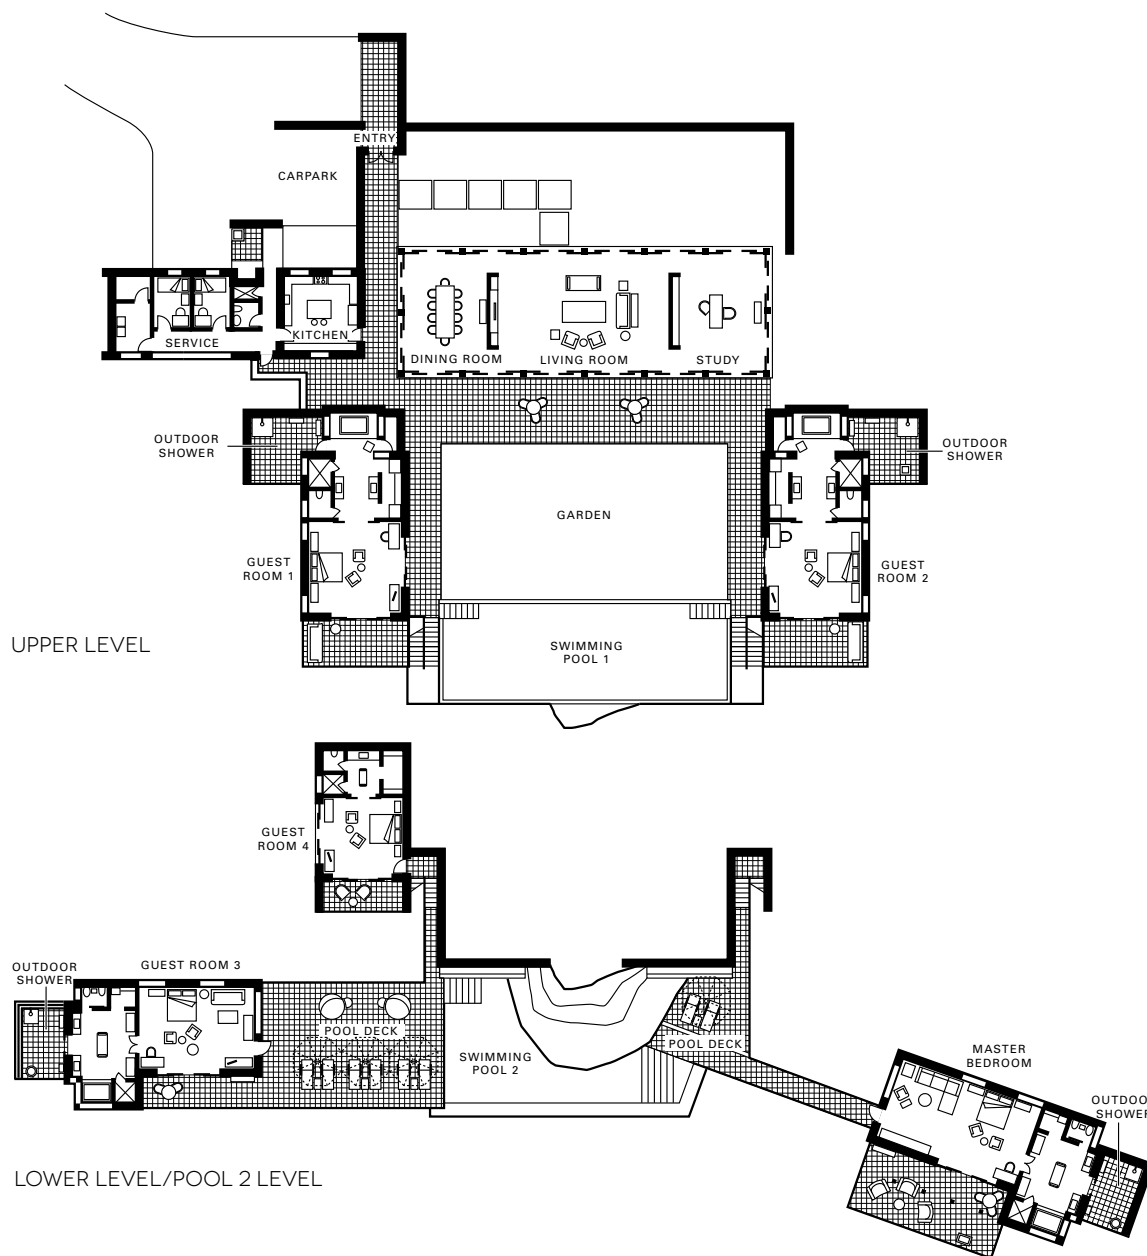 ENTRY
CARPARK
SERVICE
KITCHEN
DINING ROOM
LIVING ROOM
STUDY
OUTDOOR
SHOWER
OUTDOOR
SHOWER
GARDEN
GUEST
ROOM 1
GUEST
ROOM 2
UPPER LEVEL
SWIMMING
POOL 1
GUEST
ROOM 4
OUTDOOR
SHOWER
GUEST ROOM 3
POOL DECK
SWIMMING
POOL 2
POOL DECK
MASTER
BEDROOM
OUTDOO
SHOWER
LOWER LEVEL/POOL 2 LEVEL